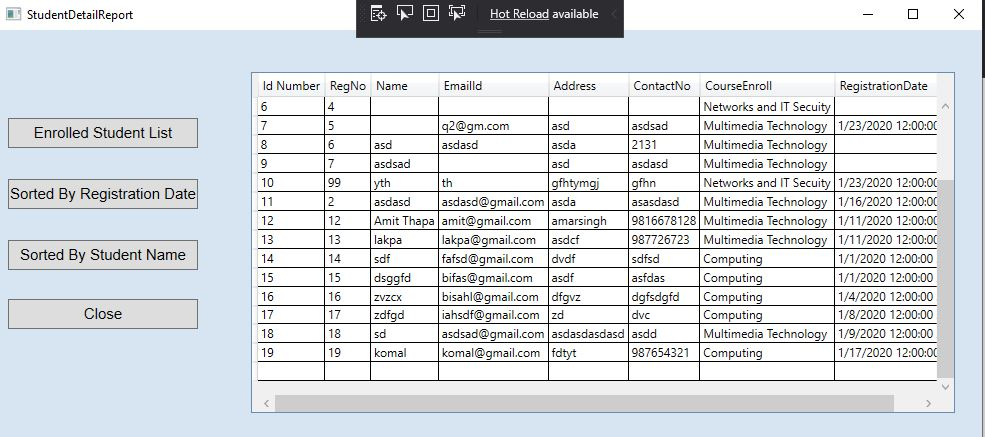 StudentDetailReport
Hot Reload available
Enrolled Student List
Sorted By Registration Date
Sorted By Student Name
Close
Id Number RegNo Name EmailId Address ContactNo CourseEnroll RegistrationDate
6 4 Networks and IT Secuity
7 5 q2@gm.com asd asdsad Multimedia Technology 1/23/2020 12:00:00
8 6 asd asdasd asda 2131 Multimedia Technology
9 7 asdsad asd asdasd Multimedia Technology
10 99 yth th gfhtymgj gfhn Networks and IT Secuity 1/23/2020 12:00:00
11 2 asdasd asdasd@gmail.com asda asasdasd Multimedia Technology 1/16/2020 12:00:00
12 12 Amit Thapa amit@gmail.com amarsingh 9816678128 Multimedia Technology 1/11/2020 12:00:00
13 13 lakpa lakpa@gmail.com asdcf 987726723 Multimedia Technology 1/11/2020 12:00:00
14 14 sdf fafsd@gmail.com dvdf sdfsd Computing 1/1/2020 12:00:00
15 15 dsggfd bifas@gmail.com asdf asfdas Computing 1/1/2020 12:00:00
16 16 zvzcx bisahl@gmail.com dfgvz dgfsdgfd Computing 1/4/2020 12:00:00
17 17 zdfgd iahsdf@gmail.com zd dvc Computing 1/8/2020 12:00:00
18 18 sd asdsad@gmail.com asdasdasdasd asdd Multimedia Technology 1/9/2020 12:00:00
19 19 komal komal@gmail.com fdtyt 987654321 Computing 1/17/2020 12:00:00